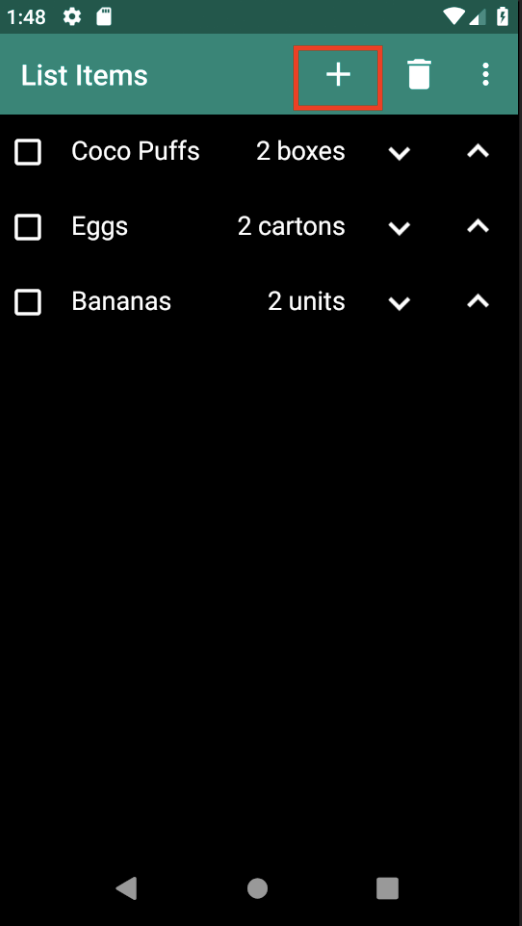 1:48
List Items
Coco Puffs 2 boxes
Eggs 2 cartons
Bananas 2 units